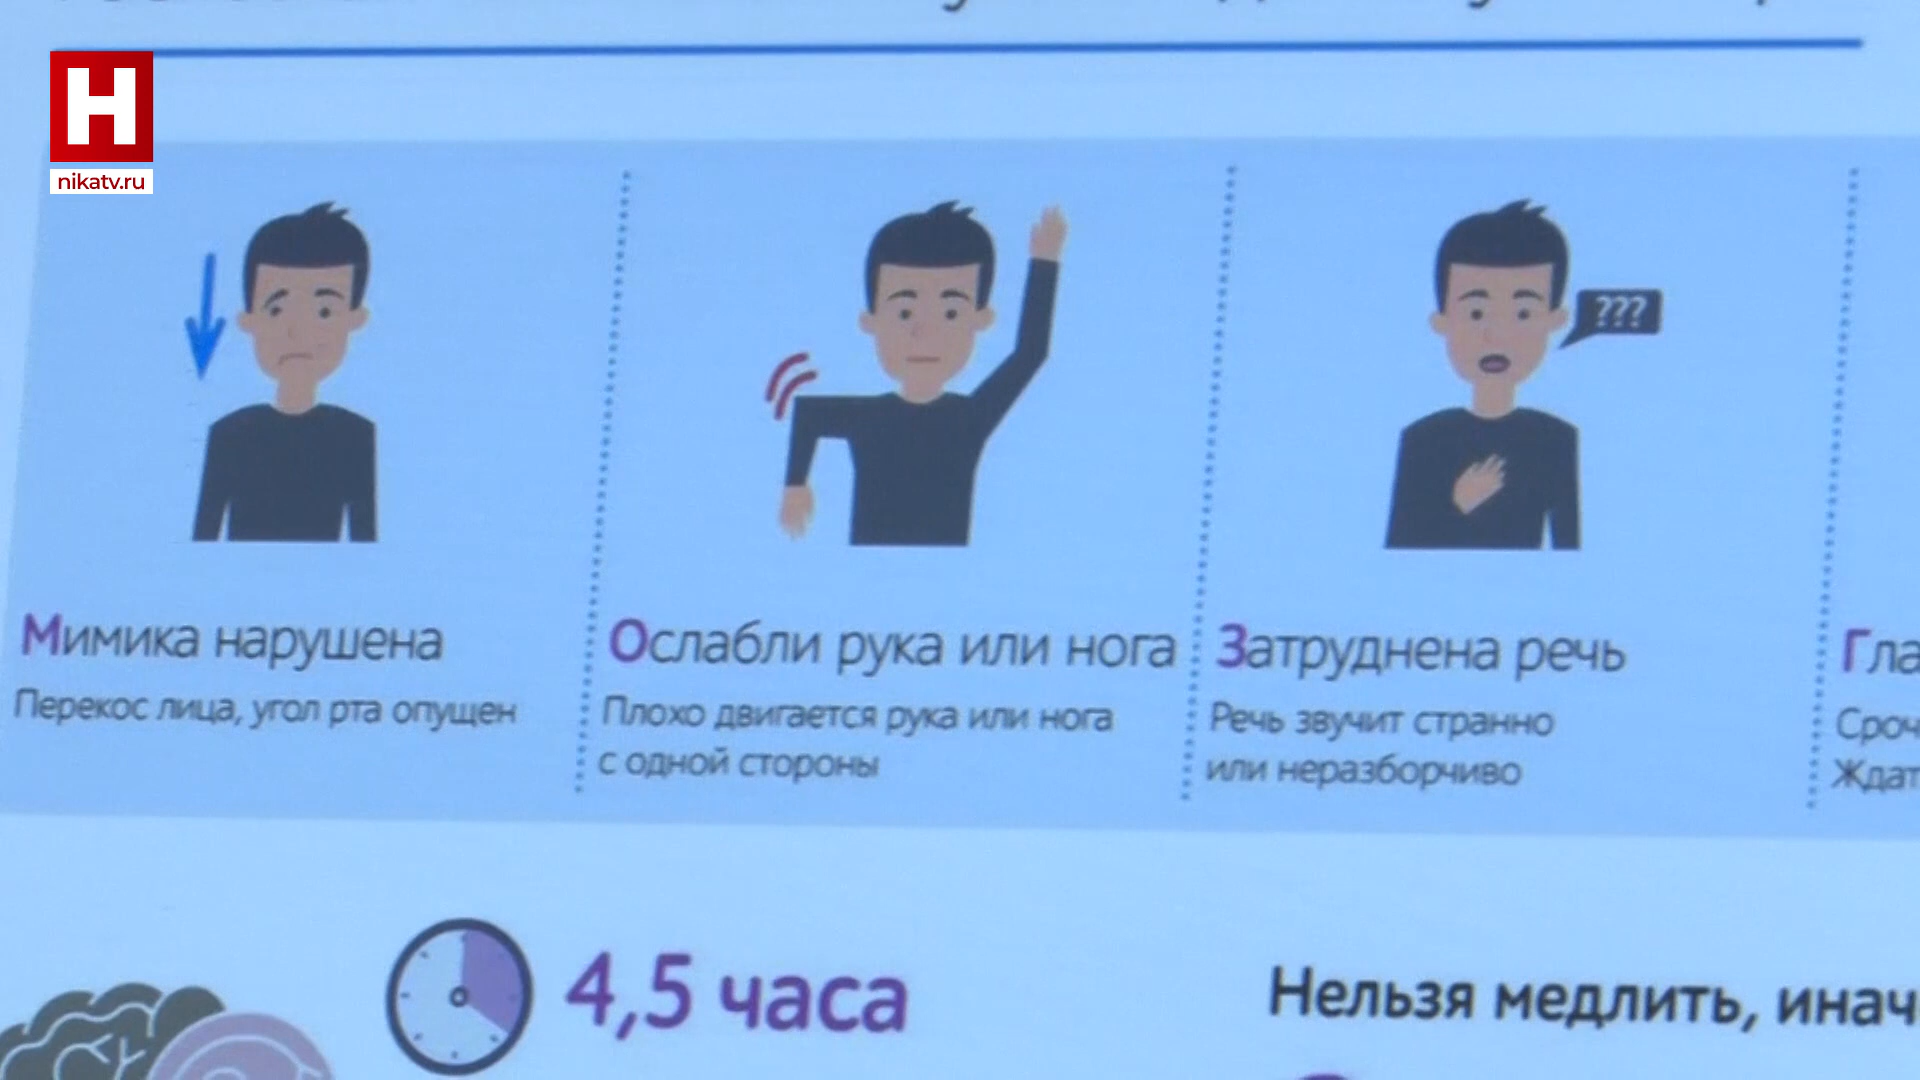 Н
nikatv.ru
???
Мимика нарушена
Перекос лица, угол рта опущен
Ослабли рука или нога
Плохо двигается рука или нога
с одной стороны
Затруднена речь
Речь звучит странно
или неразборчиво
4,5 часа
Нельзя медлить,